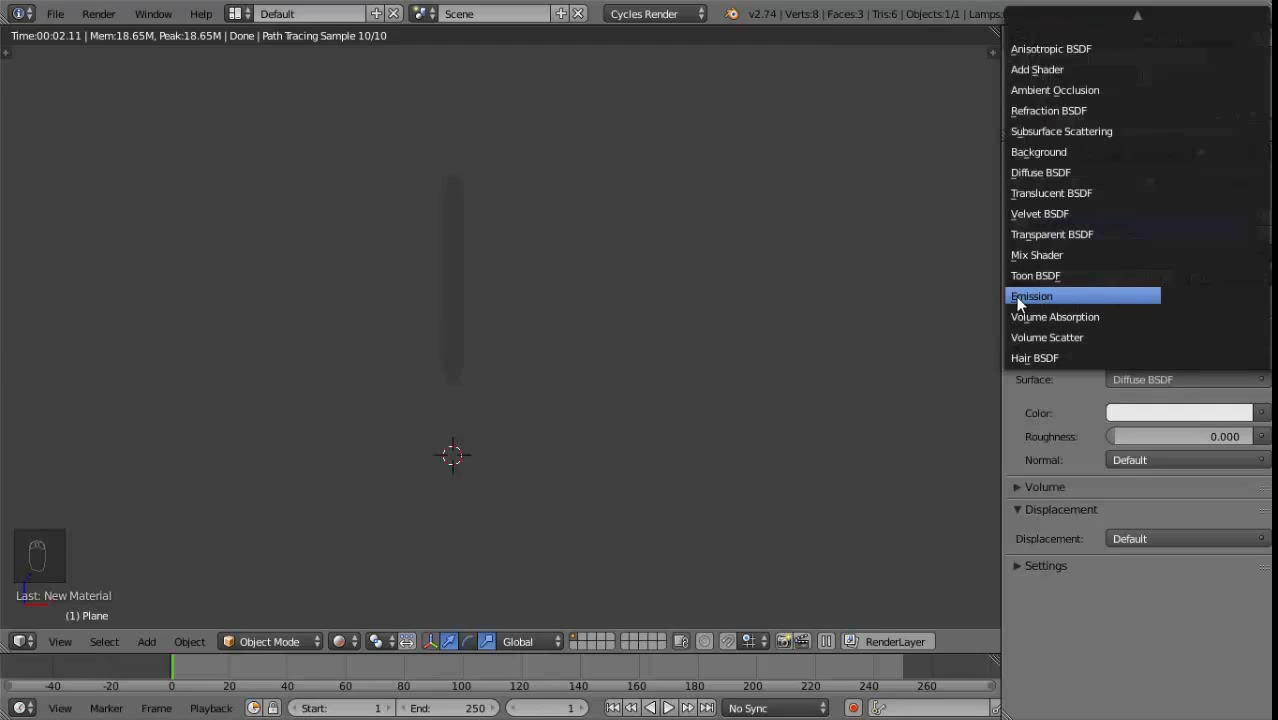 File Render Window Help Default Scene Cycles Render v2.74 | Verts:8 | Faces:3 | Tris:6 | Objects:1/1 | Lamps:
Time:00:02.11 | Mem:18.65M, Peak:18.65M | Done | Path Tracing Sample 10/10
Anisotropic BSDF
Add Shader
Ambient Occlusion
Refraction BSDF
Subsurface Scattering
Background
Diffuse BSDF
Translucent BSDF
Velvet BSDF
Transparent BSDF
Mix Shader
Toon BSDF
Emission
Volume Absorption
Volume Scatter
Hair BSDF
Surface: Diffuse BSDF
Color:
Roughness: 0.000
Normal: Default
Volume
Displacement
Displacement: Default
Settings
Last: New Material
(1) Plane
View Select Add Object Object Mode Global RenderLayer
-40 -20 0 20 40 60 80 100 120 140 160 180 200 220 240 260
View Marker Frame Playback Start: 1 End: 250 1 No Sync